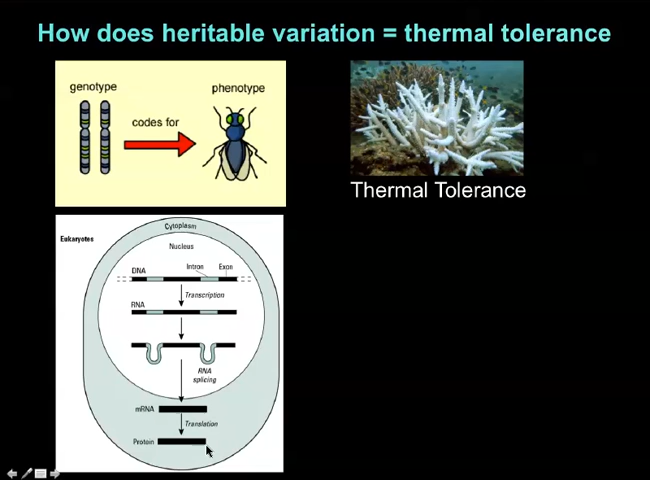 How does heritable variation = thermal tolerance
genotype
phenotype
codes for
Thermal Tolerance
Eukaryotes
Cytoplasm
Nucleus
DNA
Intron
Exon
Transcription
RNA
RNA
splicing
mRNA
Translation
Protein